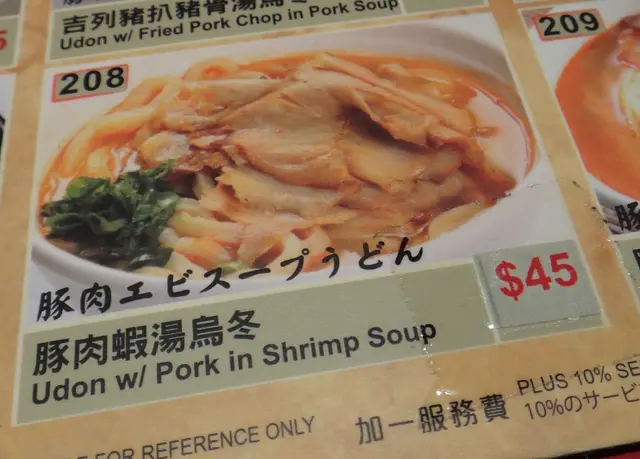 吉列豬扒豬骨湯烏冬
Udon w/ Fried Pork Chop in Pork Soup
208
209
豚肉エビスープうどん
$45
豚肉蝦湯烏冬
Udon w/ Pork in Shrimp Soup
FOR REFERENCE ONLY
加一服務費
PLUS 10% SE
10%のサービ